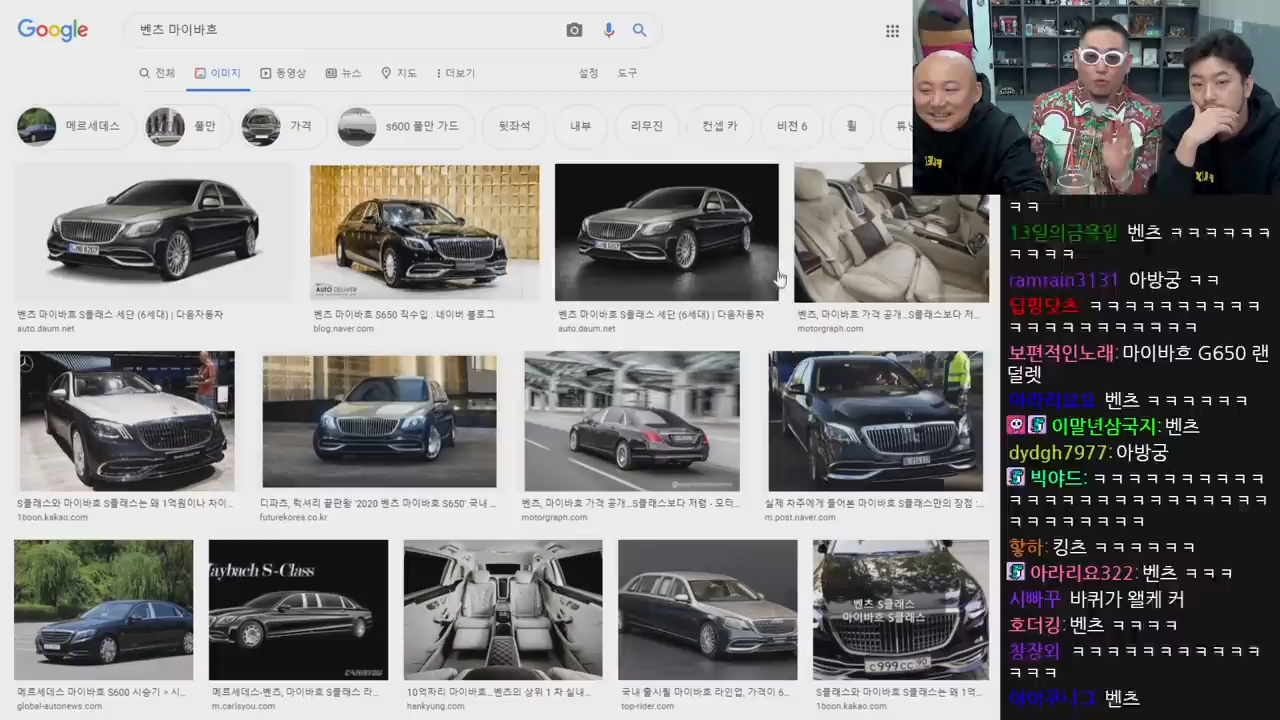 Google
벤츠 마이바흐
전체
이미지
동영상
뉴스
지도
더보기
설정
도구
메르세데스
풀만
가격
s600 풀만 가드
뒷좌석
내부
리무진
컨셉 카
비전 6
휠
벤츠 마이바흐 S클래스 세단 (6세대) | 다음자동차
auto.daum.net
AUTO DELIVER
벤츠 마이바흐 S650 직수입 : 네이버 블로그
blog.naver.com
벤츠 마이바흐 S클래스 세단 (6세대) | 다음자동차
auto.daum.net
벤츠, 마이바흐 가격 공개...S클래스보다 저...
motorgraph.com
S클래스와 마이바흐 S클래스는 왜 1억원이나 차이...
1boon.kakao.com
디파츠, 럭셔리 끝판왕 '2020 벤츠 마이바흐 S650' 국내 ...
futurekorea.co.kr
벤츠, 마이바흐 가격 공개...S클래스보다 저렴 - 모터...
motorgraph.com
실제 차주에게 들어본 마이바흐 S클래스만의 장점 :...
m.post.naver.com
메르세데스 마이바흐 S600 시승기 > 시...
global-autonews.com
Maybach S-Class
메르세데스-벤츠, 마이바흐 S클래스 라...
m.carisyou.com
10억짜리 마이바흐...벤츠의 상위 1 차 실내...
hankyung.com
국내 출시될 마이바흐 라인업, 가격이 6...
top-rider.com
벤츠 S클래스
마이바흐 S클래스
c 999 cc 90
S클래스와 마이바흐 S클래스는 왜 1억...
1boon.kakao.com
ㅋㅋ
13일의금요일 벤츠 ㅋㅋㅋㅋㅋㅋ
ㅋㅋㅋㅋ
ramrain3131 아방궁 ㅋㅋ
딥핑닷츠 ㅋㅋㅋㅋㅋㅋㅋㅋㅋㅋ
ㅋㅋㅋㅋㅋㅋㅋㅋㅋㅋㅋ
보편적인노래: 마이바흐 G650 랜
덜렛
아라리요요 벤츠 ㅋㅋㅋㅋㅋㅋ
이말년삼국지: 벤츠
dydgh7977: 아방궁
빅야드: ㅋㅋㅋㅋㅋㅋㅋㅋㅋㅋ
ㅋㅋㅋㅋㅋㅋㅋㅋㅋㅋㅋㅋㅋㅋㅋ
ㅋㅋㅋㅋㅋㅋㅋㅋ
핳하: 킹츠 ㅋㅋㅋㅋㅋㅋ
아라리요322: 벤츠 ㅋㅋㅋ
시빠꾸 바퀴가 왤케 커
호더킹: 벤츠 ㅋㅋㅋㅋ
창장외 ㅋㅋㅋㅋㅋㅋㅋㅋㅋㅋㅋ
ㅋㅋㅋ
벤츠